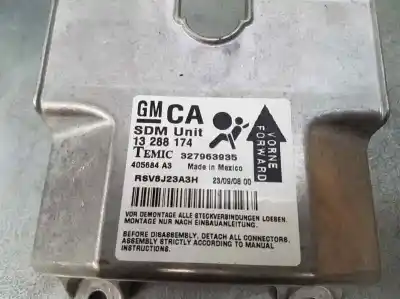 GM CA
SDM Unit
13 288 174
TEMIC 327963935
405684 A3 Made in Mexico
RSV8J23A3H 23/09/08 00
VORNE
FORWARD
VOR DEMONTAGE ALLE STECKVERBINDUNGEN LOESEN.
MONTAGE NUR NACH EINBAUANLEITUNG.
BEFORE DISASSEMBLY, DETACH ALL CONNECTORS.
ASSEMBLY STRICTLY ACCORDING TO MANUAL
INSTRUCTIONS.